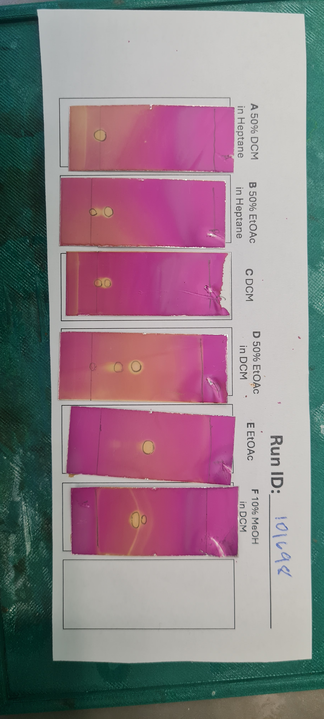 Run ID: 101698
A 50% DCM
in Heptane
B 50% EtOAc
in Heptane
C DCM
D 50% EtOAc
in DCM
E EtOAc
F 10% MeOH
in DCM